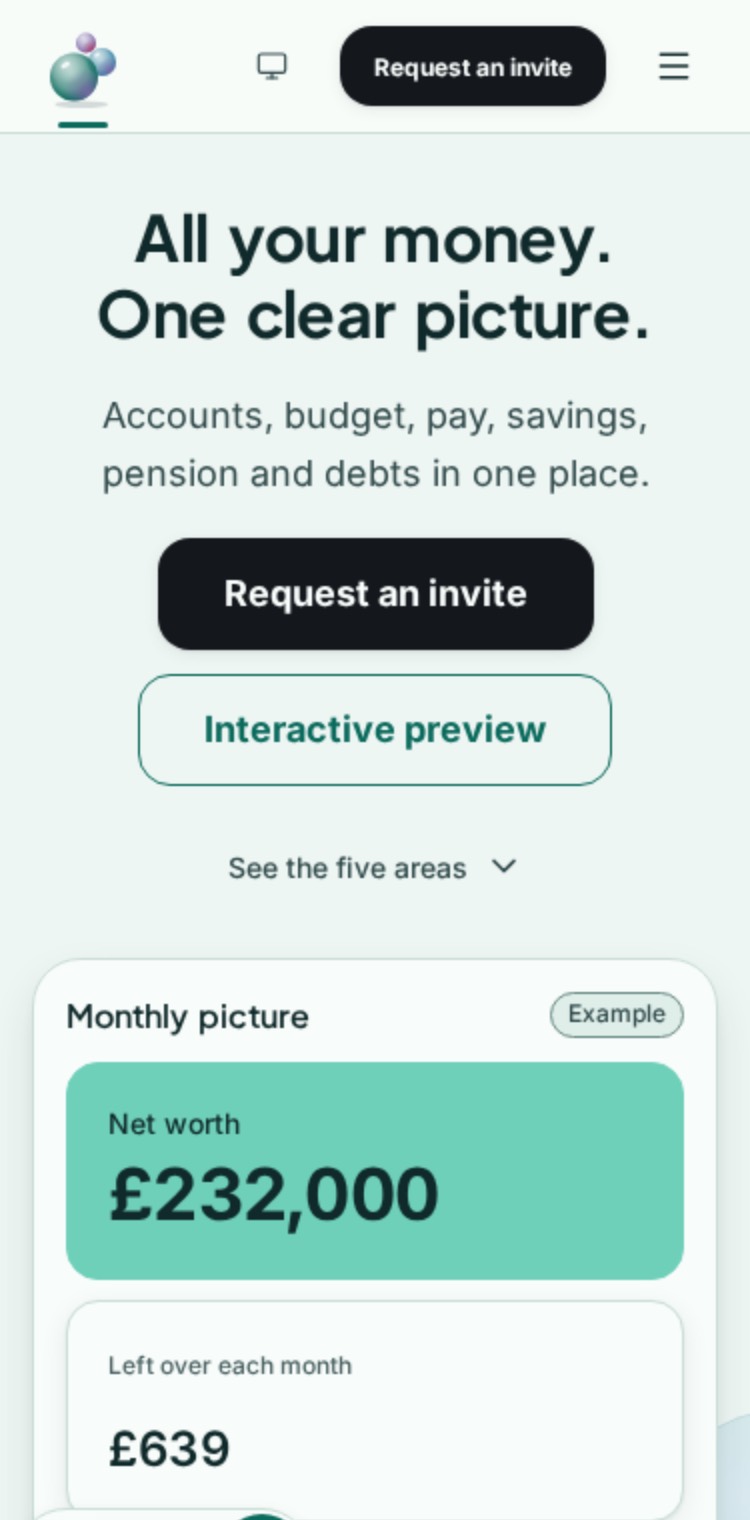 Request an invite
All your money.
One clear picture.
Accounts, budget, pay, savings,
pension and debts in one place.
Request an invite
Interactive preview
See the five areas
Monthly picture
Example
Net worth
£232,000
Left over each month
£639